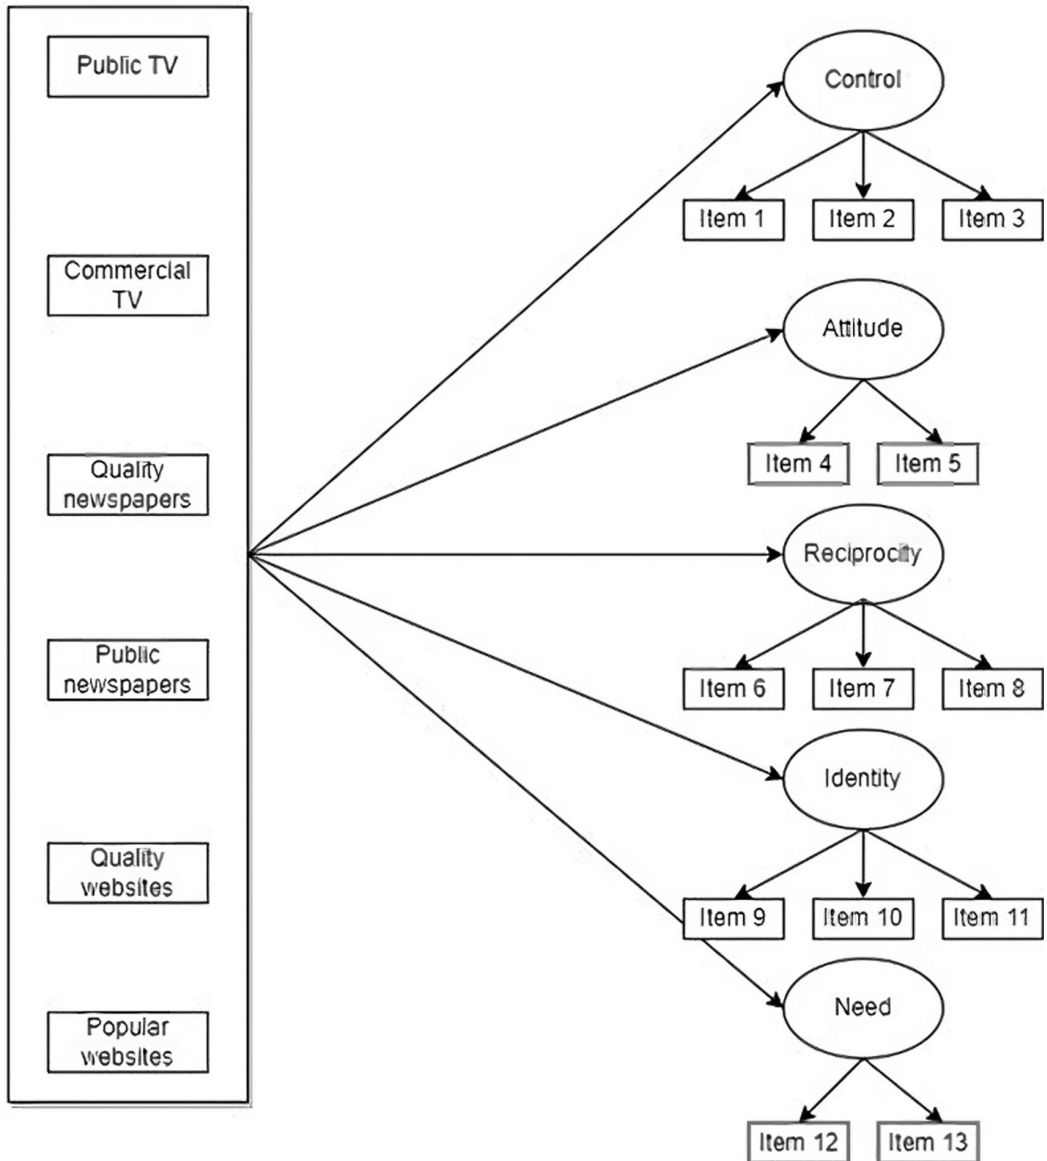 Public TV
Commercial
TV
Quality
newspapers
Public
newspapers
Quality
websites
Popular
websites
Control
Item 1
Item 2
Item 3
Attitude
Item 4
Item 5
Reciprocity
Item 6
Item 7
Item 8
Identity
Item 9
Item 10
Item 11
Need
Item 12
Item 13